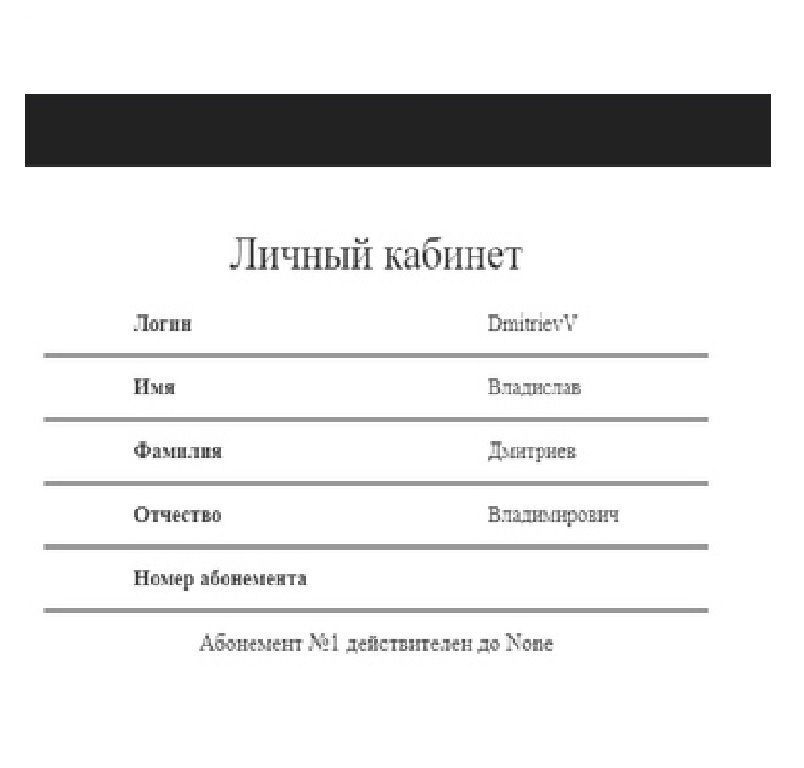 Личный кабинет
Логин DmitrievV
Имя Владислав
Фамилия Дмитриев
Отчество Владимирович
Номер абонемента
Абонемент №1 действителен до None